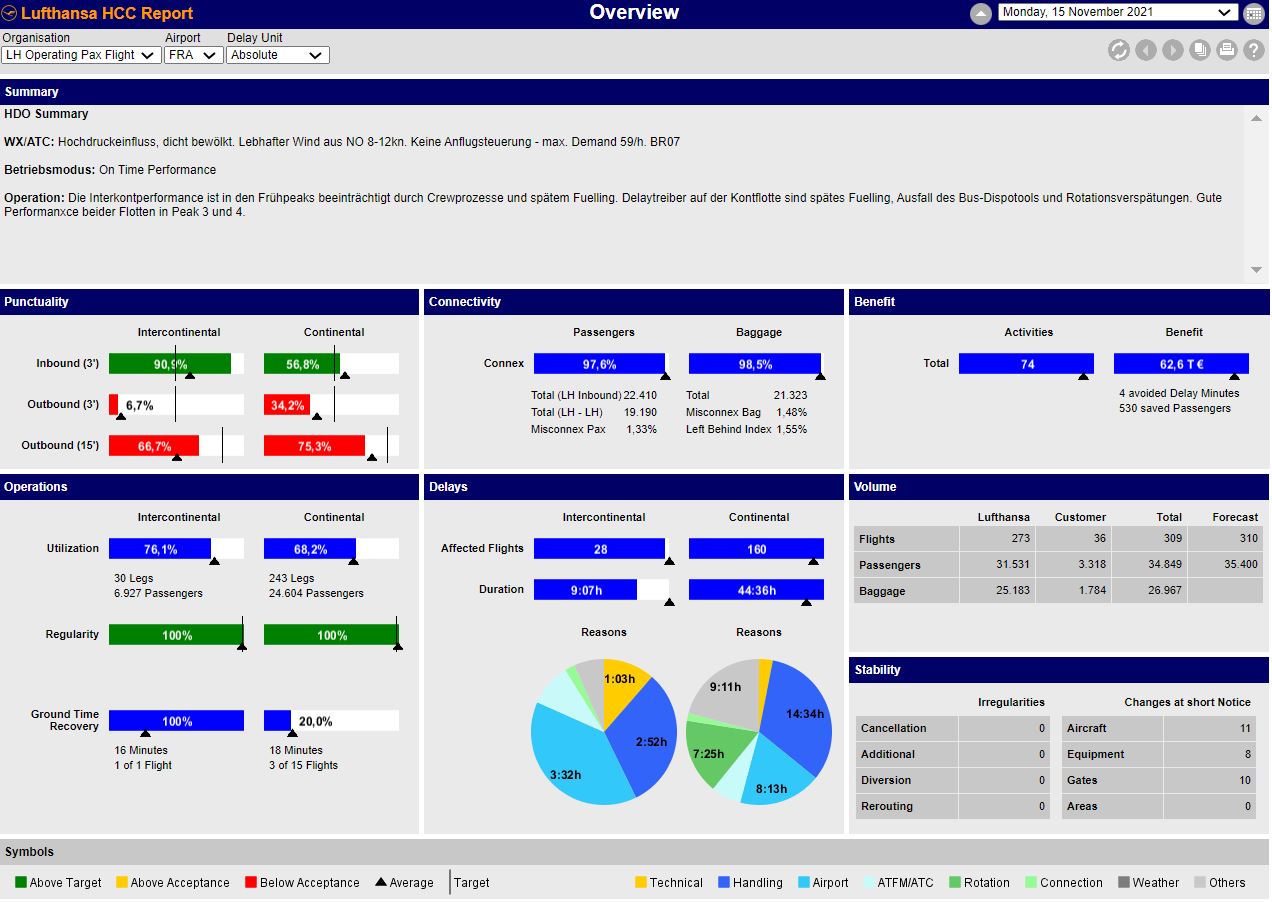 Lufthansa HCC Report
Overview
Monday, 15 November 2021
Organisation Airport Delay Unit
LH Operating Pax Flight FRA Absolute
?
Summary
HDO Summary
WX/ATC: Hochdruckeinfluss, dicht bewölkt. Lebhafter Wind aus NO 8-12kn. Keine Anflugsteuerung - max. Demand 59/h. BR07
Betriebsmodus: On Time Performance
Operation: Die Interkontperformance ist in den Frühpeaks beeinträchtigt durch Crewprozesse und spätem Fuelling. Delaytreiber auf der Kontflotte sind spätes Fuelling, Ausfall des Bus-Dispotools und Rotationsverspätungen. Gute
Performanxce beider Flotten in Peak 3 und 4.
Punctuality
Intercontinental Continental
Inbound (3') 90,9% 56,8%
Outbound (3') 6,7% 34,2%
Outbound (15') 66,7% 75,3%
Connectivity
Passengers Baggage
Connex 97,6% 98,5%
Total (LH Inbound) 22.410 Total 21.323
Total (LH - LH) 19.190 Misconnex Bag 1,48%
Misconnex Pax 1,33% Left Behind Index 1,55%
Benefit
Activities Benefit
Total 74 62,6 T €
4 avoided Delay Minutes
530 saved Passengers
Operations
Intercontinental Continental
Utilization 76,1% 68,2%
30 Legs 243 Legs
6.927 Passengers 24.604 Passengers
Regularity 100% 100%
Ground Time
Recovery 100% 20,0%
16 Minutes 18 Minutes
1 of 1 Flight 3 of 15 Flights
Delays
Intercontinental Continental
Affected Flights 28 160
Duration 9:07h 44:36h
Reasons Reasons
1:03h
2:52h
3:32h
9:11h
14:34h
7:25h
8:13h
Volume
Lufthansa Customer Total Forecast
Flights 273 36 309 310
Passengers 31.531 3.318 34.849 35.400
Baggage 25.183 1.784 26.967
Stability
Irregularities Changes at short Notice
Cancellation 0 Aircraft 11
Additional 0 Equipment 8
Diversion 0 Gates 10
Rerouting 0 Areas 0
Symbols
Above Target Above Acceptance Below Acceptance Average Target Technical Handling Airport ATFM/ATC Rotation Connection Weather Others